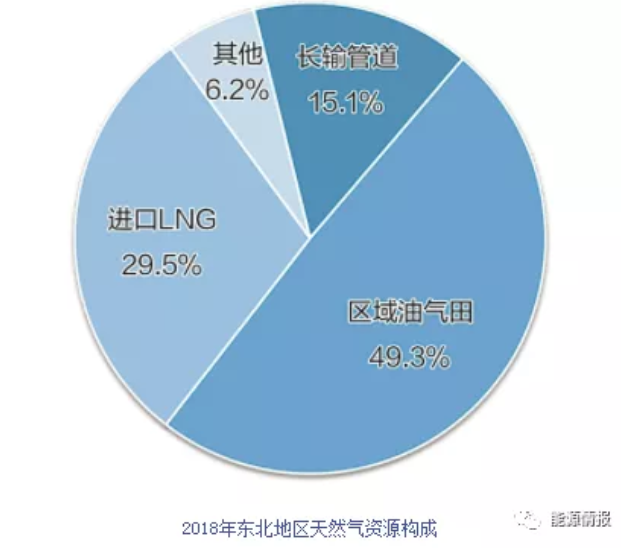 其他
6.2%
长输管道
15.1%
进口LNG
29.5%
区域油气田
49.3%
2018年东北地区天然气资源构成
能源情报